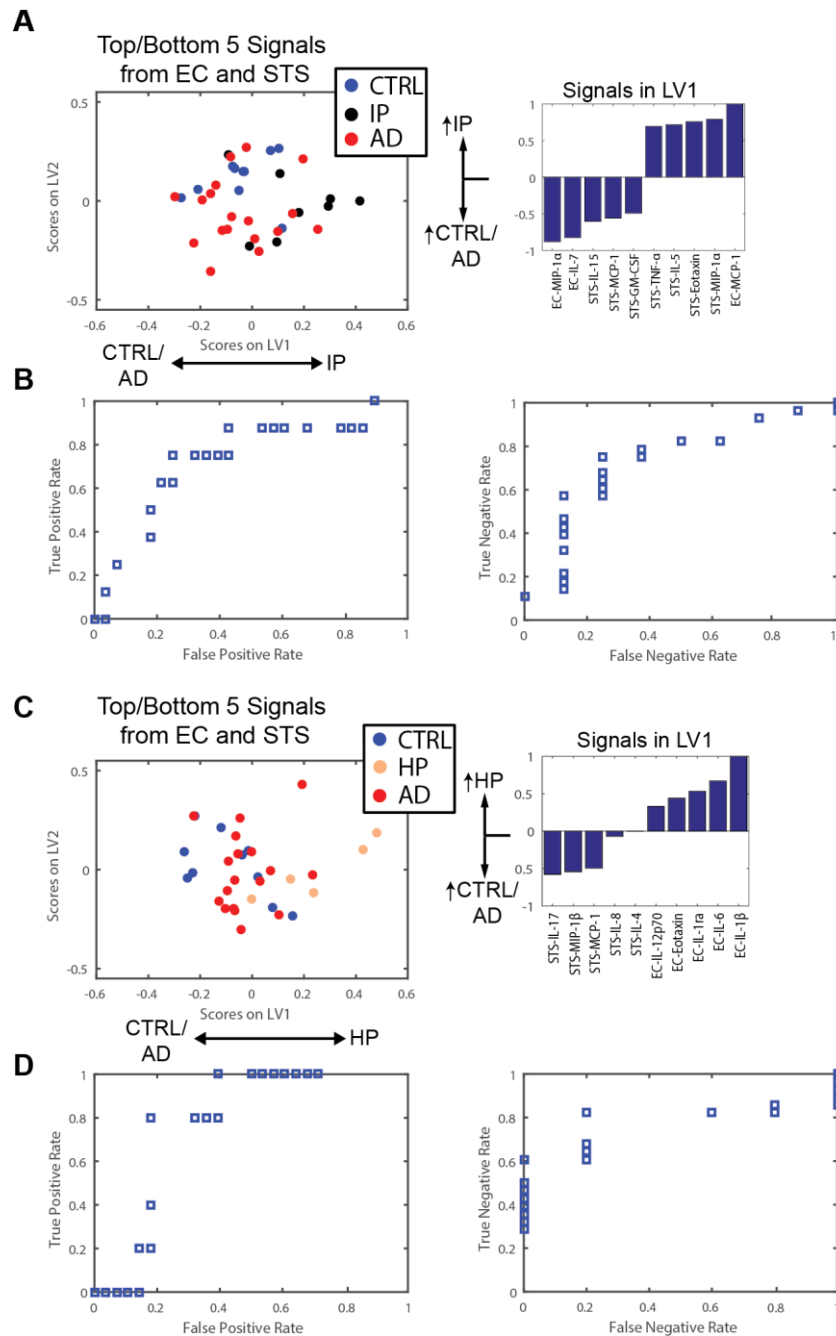 A
Top/Bottom 5 Signals
from EC and STS
CTRL
IP
AD
Scores on LV2
0.5
0
-0.5
-0.6
-0.4
-0.2
0
0.2
0.4
0.6
Scores on LV1
CTRL/
AD
IP
↑IP
↑CTRL/
AD
Signals in LV1
0.5
0
-0.5
-1
EC-MIP-1α
EC-IL-7
STS-IL-15
STS-MCP-1
STS-GM-CSF
STS-TNF-α
STS-IL-5
STS-Eotaxin
STS-MIP-1α
EC-MCP-1
B
True Positive Rate
1
0.8
0.6
0.4
0.2
0
0
0.2
0.4
0.6
0.8
1
False Positive Rate
True Negative Rate
1
0.8
0.6
0.4
0.2
0
0
0.2
0.4
0.6
0.8
1
False Negative Rate
C
Top/Bottom 5 Signals
from EC and STS
CTRL
HP
AD
Scores on LV2
0.5
0
-0.5
-0.6
-0.4
-0.2
0
0.2
0.4
0.6
Scores on LV1
CTRL/
AD
HP
↑HP
↑CTRL/
AD
Signals in LV1
1
0.5
0
-0.5
-1
STS-IL-17
STS-MIP-1β
STS-MCP-1
STS-IL-8
STS-IL-4
EC-IL-12p70
EC-Eotaxin
EC-IL-1ra
EC-IL-6
EC-IL-1β
D
True Positive Rate
1
0.8
0.6
0.4
0.2
0
0
0.2
0.4
0.6
0.8
1
False Positive Rate
True Negative Rate
1
0.8
0.6
0.4
0.2
0
0
0.2
0.4
0.6
0.8
1
False Negative Rate